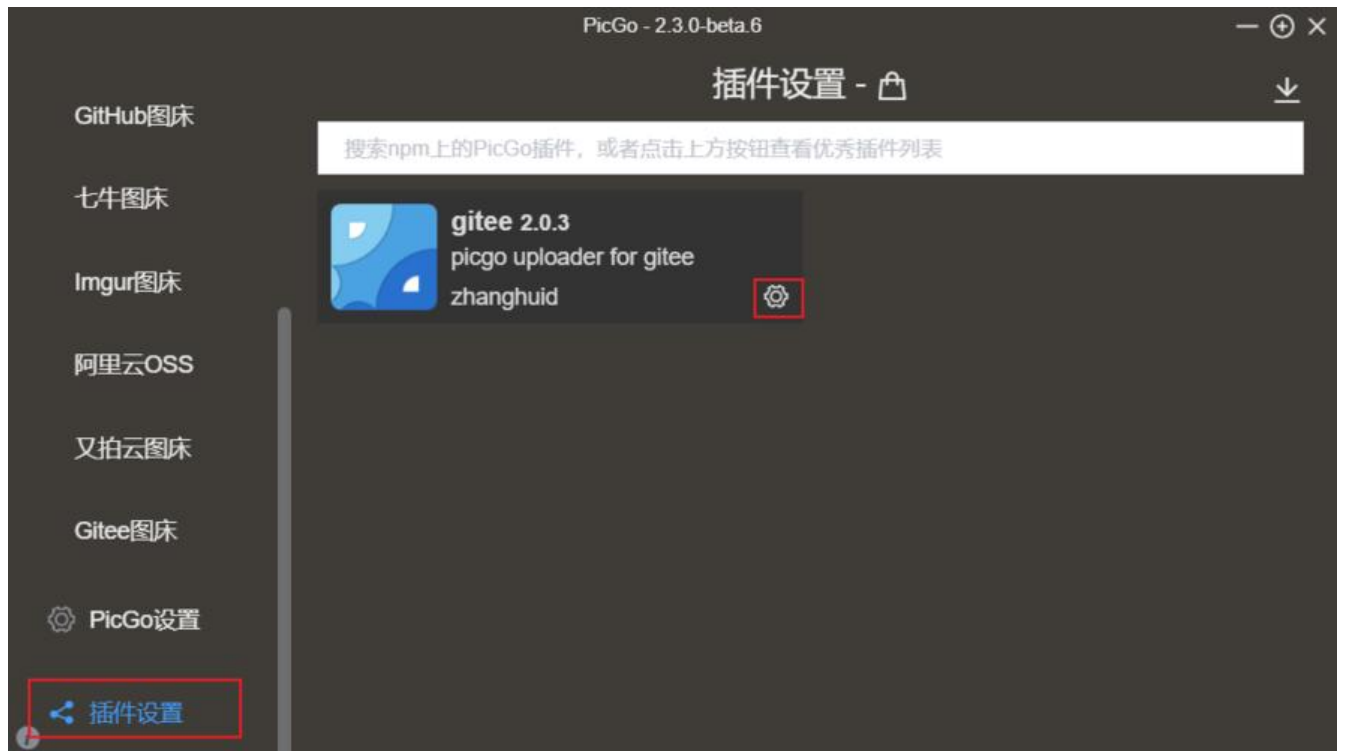 PicGo - 2.3.0-beta.6
GitHub图床
七牛图床
Imgur图床
阿里云OSS
又拍云图床
Gitee图床
PicGo设置
插件设置
插件设置 -
搜索npm上的PicGo插件，或者点击上方按钮查看优秀插件列表
gitee 2.0.3
picgo uploader for gitee
zhanghuid